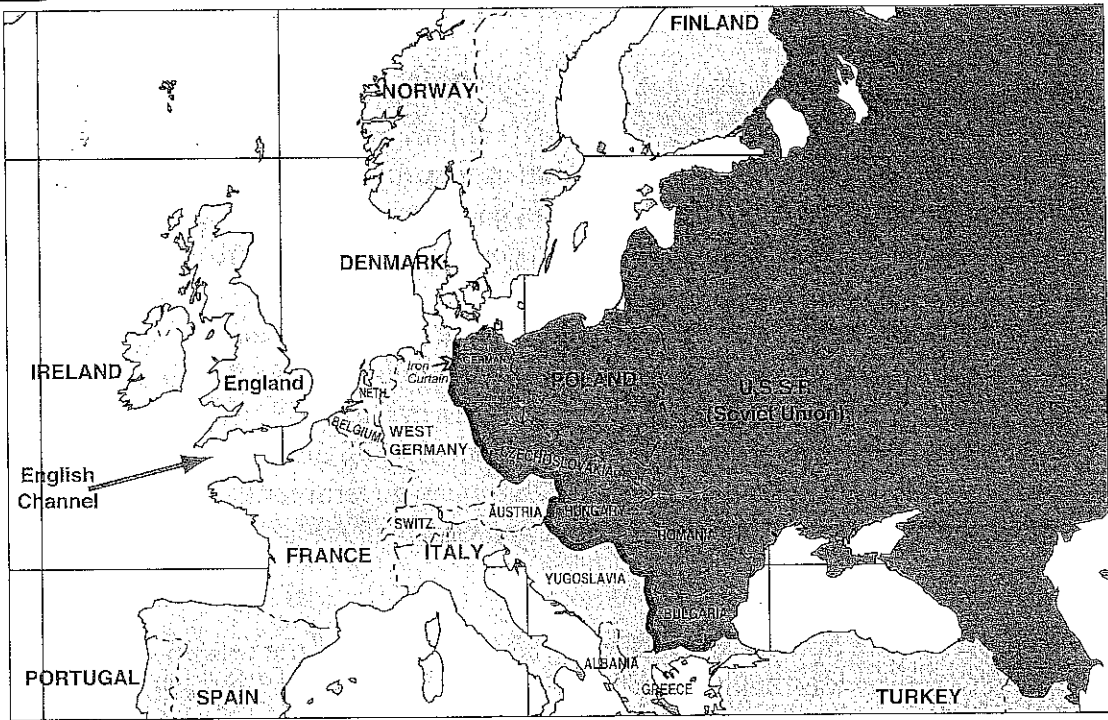 FINLAND
NORWAY
DENMARK
IRELAND
England
Iron
Curtain
E. GERMANY
POLAND
U.S.S.R.
(Soviet Union)
NETH.
BELGIUM
WEST
GERMANY
CZECHOSLOVAKIA
English
Channel
AUSTRIA
HUNGARY
SWITZ.
ROMANIA
FRANCE
ITALY
YUGOSLAVIA
BULGARIA
ALBANIA
PORTUGAL
SPAIN
GREECE
TURKEY